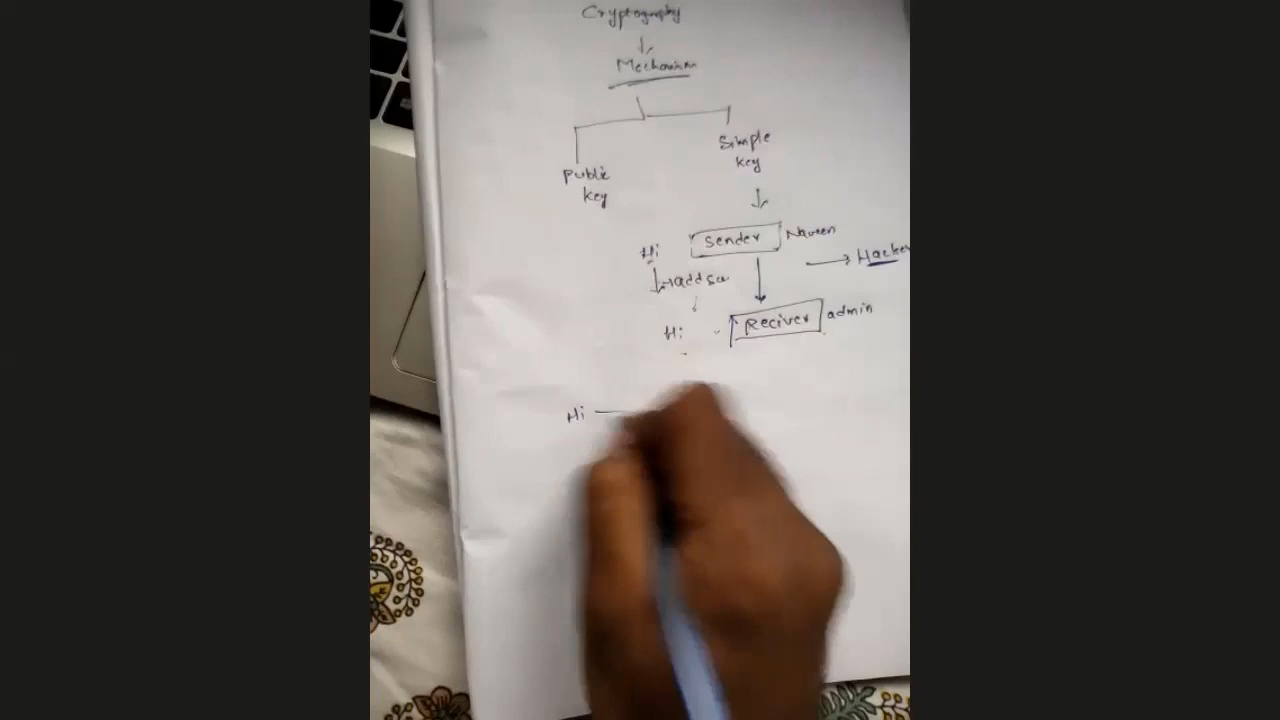 Cryptography
Mechanism
Public
key
Simple
key
Hi
Sender
Naveen
Hacker
Hi
Reciver
admin
Hi